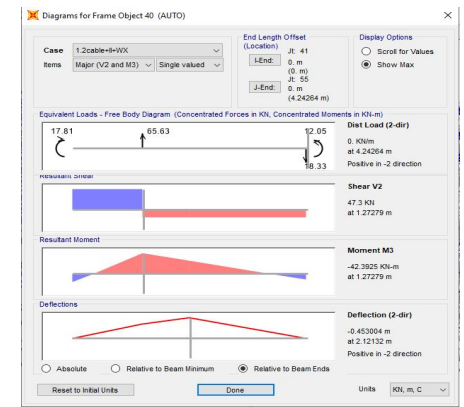 Diagrams for Frame Object 40 (AUTO)
Case 1.2cable+ll+WX
Items Major (V2 and M3) Single valued
End Length Offset (Location)
I-End: Jt: 41
0. m
(0. m)
J-End: Jt: 55
0. m
(4.24264 m)
Display Options
Scroll for Values
Show Max
Equivalent Loads - Free Body Diagram (Concentrated Forces in KN, Concentrated Moments in KN-m)
17.81 65.63 12.05
18.33
Dist Load (2-dir)
0. KN/m
at 4.24264 m
Positive in -2 direction
Resultant Shear
Shear V2
47.3 KN
at 1.27279 m
Resultant Moment
Moment M3
-42.3925 KN-m
at 1.27279 m
Deflections
Deflection (2-dir)
-0.453004 m
at 2.12132 m
Positive in -2 direction
Absolute Relative to Beam Minimum Relative to Beam Ends
Reset to Initial Units Done Units KN, m, C